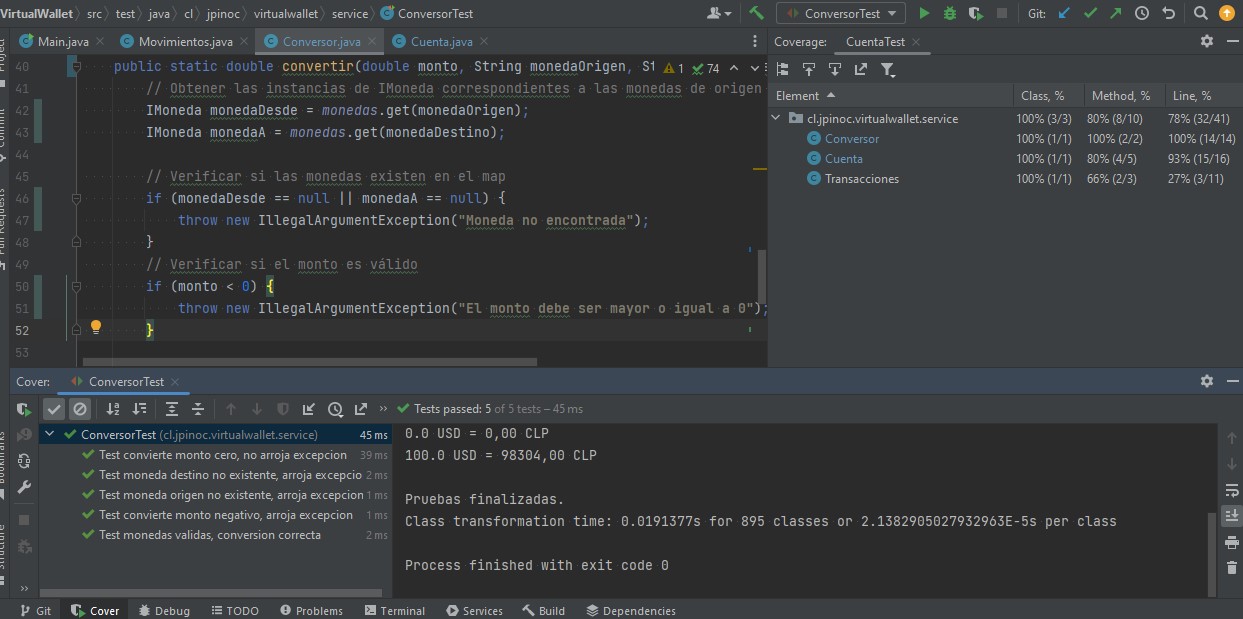 VirtualWallet src test java cl jpinoc virtualwallet service ConversorTest
ConversorTest
Git:
Main.java
Movimientos.java
Conversor.java
Cuenta.java
40 public static double convertir(double monto, String monedaOrigen, St
1 74
41 // Obtener las instancias de IMoneda correspondientes a las monedas de origen
42 IMoneda monedaDesde = monedas.get(monedaOrigen);
43 IMoneda monedaA = monedas.get(monedaDestino);
44
45 // Verificar si las monedas existen en el map
46 if (monedaDesde == null || monedaA == null) {
47 throw new IllegalArgumentException("Moneda no encontrada");
48 }
49 // Verificar si el monto es válido
50 if (monto < 0) {
51 throw new IllegalArgumentException("El monto debe ser mayor o igual a 0");
52 }
53
Coverage: CuentaTest
Element Class, % Method, % Line, %
cl.jpinoc.virtualwallet.service 100% (3/3) 80% (8/10) 78% (32/41)
Conversor 100% (1/1) 100% (2/2) 100% (14/14)
Cuenta 100% (1/1) 80% (4/5) 93% (15/16)
Transacciones 100% (1/1) 66% (2/3) 27% (3/11)
Cover: ConversorTest
Tests passed: 5 of 5 tests – 45 ms
ConversorTest (cl.jpinoc.virtualwallet.service) 45 ms
Test convierte monto cero, no arroja excepcion 39 ms
Test moneda destino no existente, arroja excepcio 2 ms
Test moneda origen no existente, arroja excepcion 1 ms
Test convierte monto negativo, arroja excepcion 1 ms
Test monedas validas, conversion correcta 2 ms
0.0 USD = 0,00 CLP
100.0 USD = 98304,00 CLP
Pruebas finalizadas.
Class transformation time: 0.0191377s for 895 classes or 2.1382905027932963E-5s per class
Process finished with exit code 0
Project
Commit
Pull Requests
Bookmarks
Structure
Git
Cover
Debug
TODO
Problems
Terminal
Services
Build
Dependencies